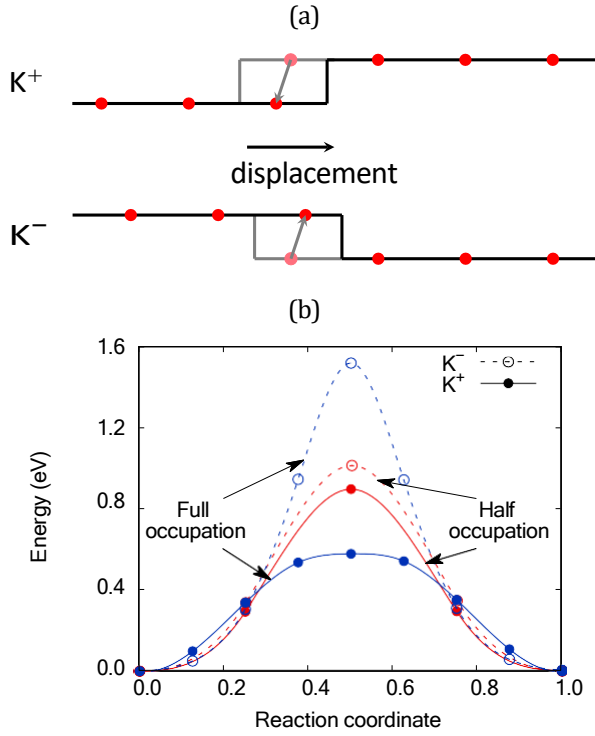 (a)
K⁺
displacement
K⁻
(b)
1.6
K⁻
K⁺
1.2
Energy (eV)
Full
occupation
0.8
Half
occupation
0.4
0.0
0.0 0.2 0.4 0.6 0.8 1.0
Reaction coordinate